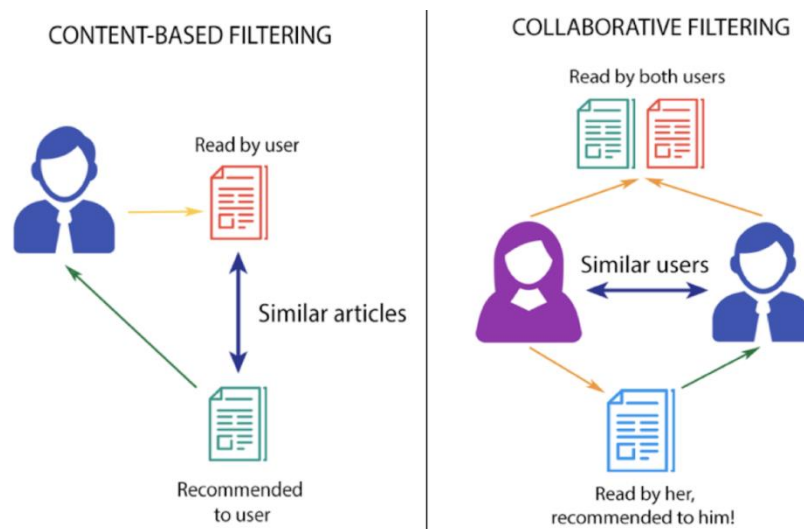 CONTENT-BASED FILTERING
Read by user
Similar articles
Recommended
to user
COLLABORATIVE FILTERING
Read by both users
Similar users
Read by her,
recommended to him!